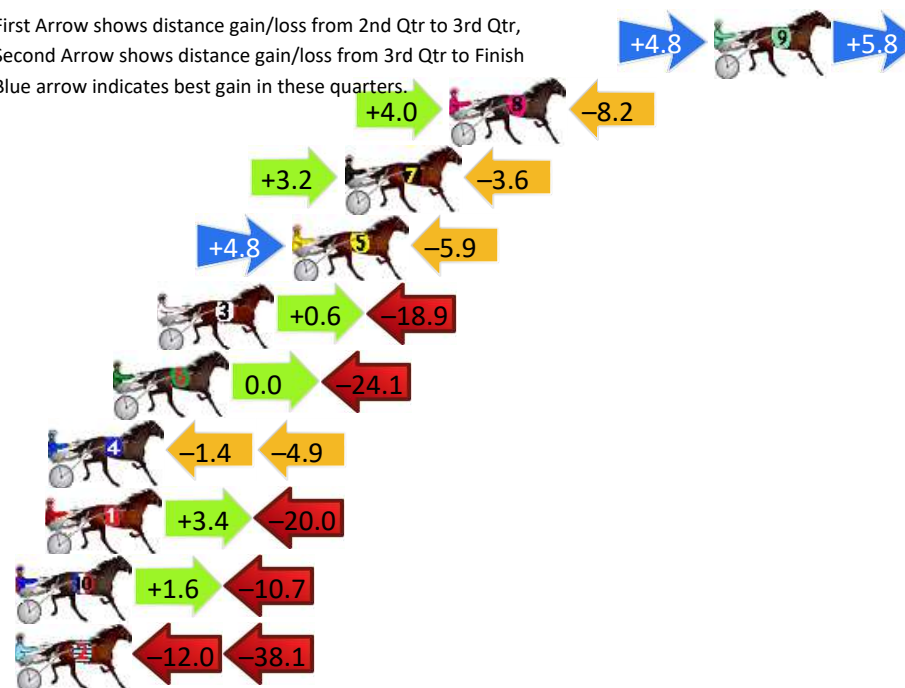 First Arrow shows distance gain/loss from 2nd Qtr to 3rd Qtr,
Second Arrow shows distance gain/loss from 3rd Qtr to Finish
Blue arrow indicates best gain in these quarters.
+4.8 9 +5.8
+4.0 8 −8.2
+3.2 7 −3.6
+4.8 5 −5.9
3 +0.6 −18.9
6 0.0 −24.1
4 −1.4 −4.9
1 +3.4 −20.0
10 +1.6 −10.7
2 −12.0 −38.1